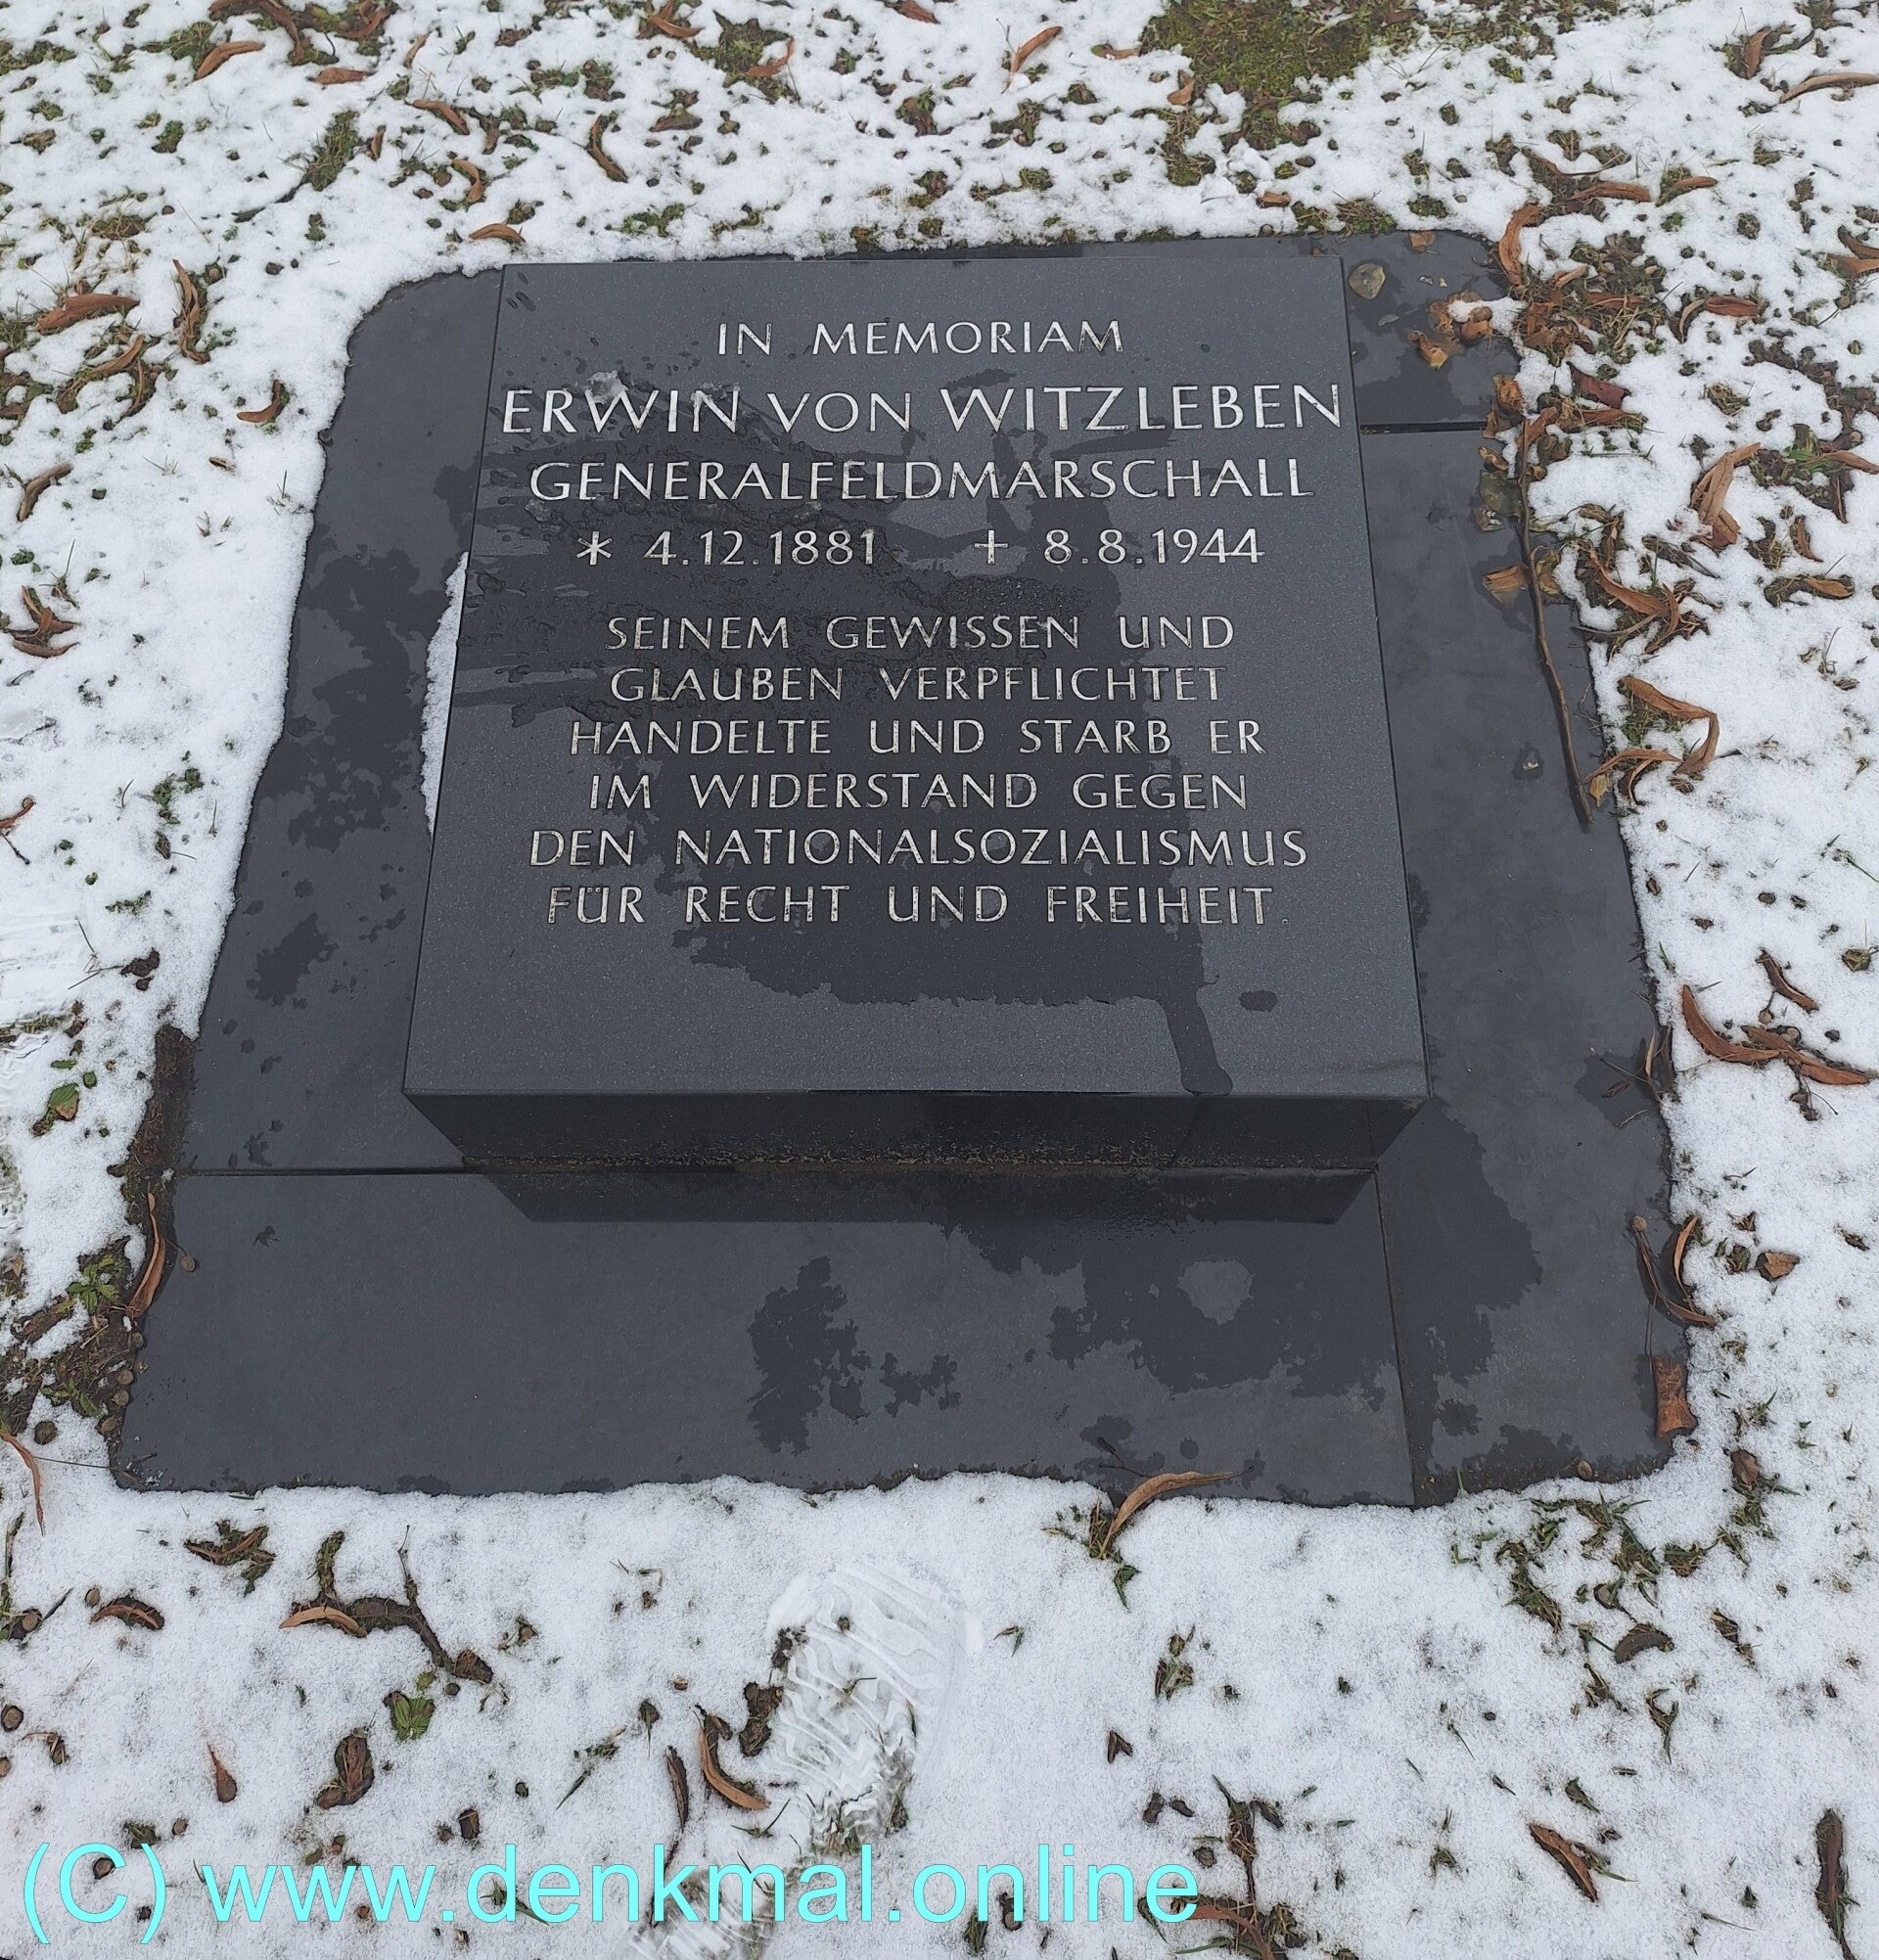 IN MEMORIAM
ERWIN VON WITZLEBEN
GENERALFELDMARSCHALL
* 4.12.1881 + 8.8.1944
SEINEM GEWISSEN UND
GLAUBEN VERPFLICHTET
HANDELTE UND STARB ER
IM WIDERSTAND GEGEN
DEN NATIONALSOZIALISMUS
FÜR RECHT UND FREIHEIT.
(C) www.denkmal.online